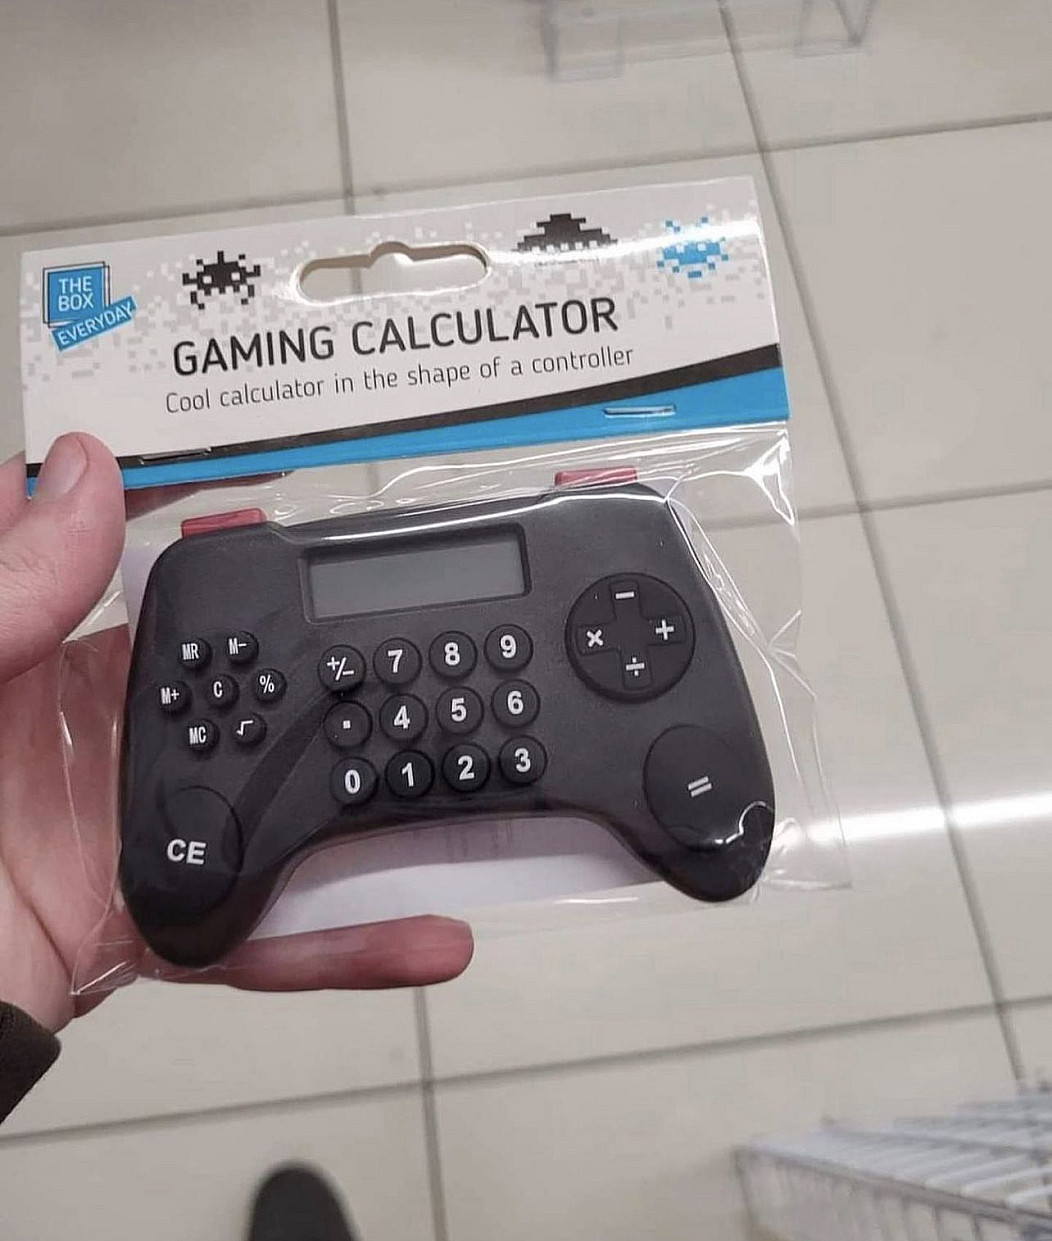 THE
BOX
EVERYDAY
GAMING CALCULATOR
Cool calculator in the shape of a controller
MR M-
M+ C %
MC √
CE
+/- 7 8 9
. 4 5 6
0 1 2 3
−
× +
÷
=